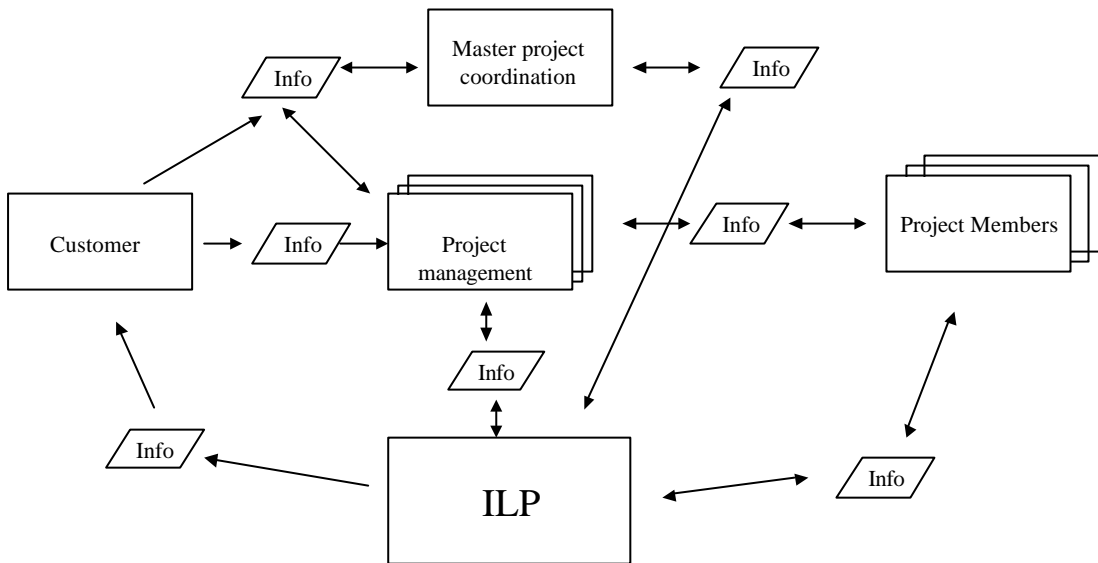 Master project
coordination
Info
Info
Customer
Info
Project
management
Info
Project Members
Info
Info
ILP
Info